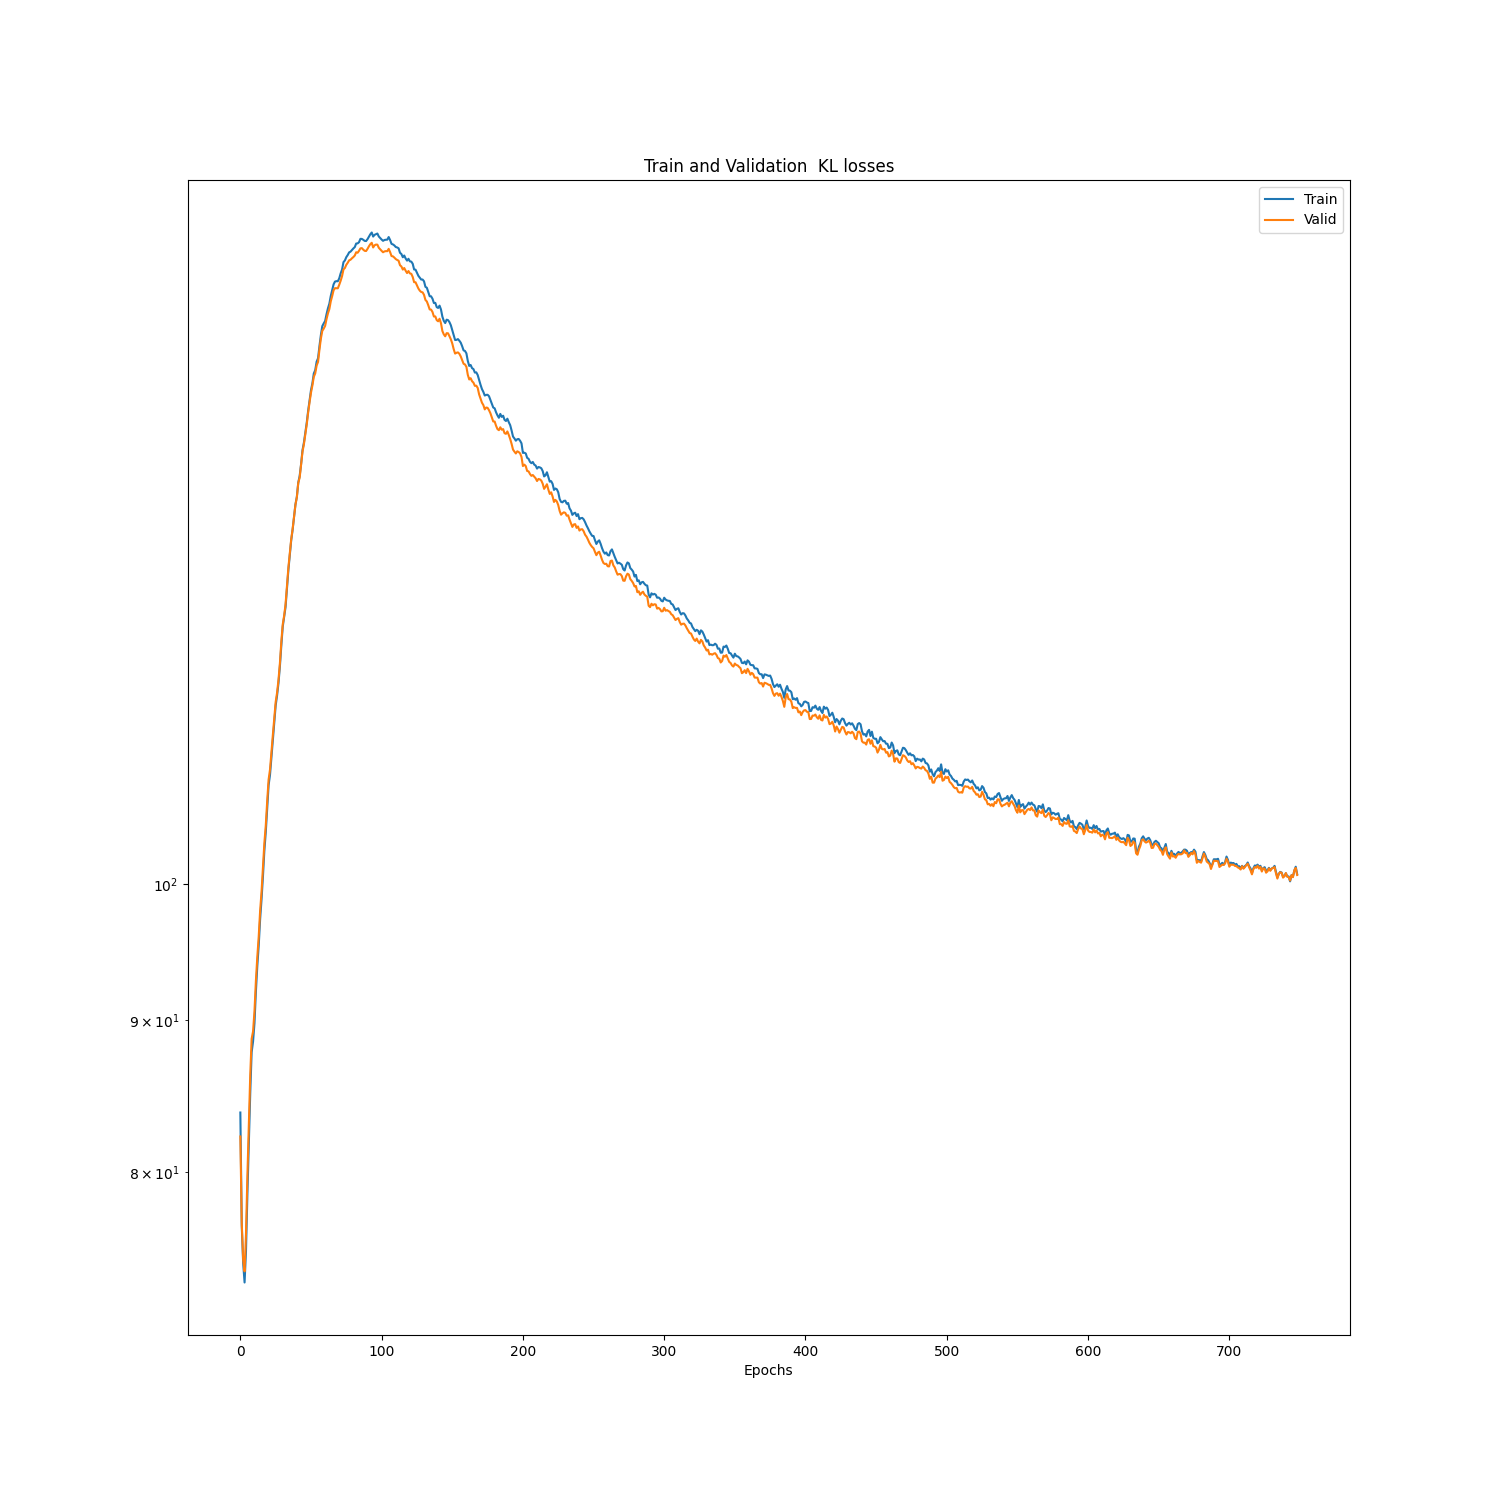 Train and Validation  KL losses
Train
Valid
10²
9 × 10¹
8 × 10¹
0 100 200 300 400 500 600 700
Epochs